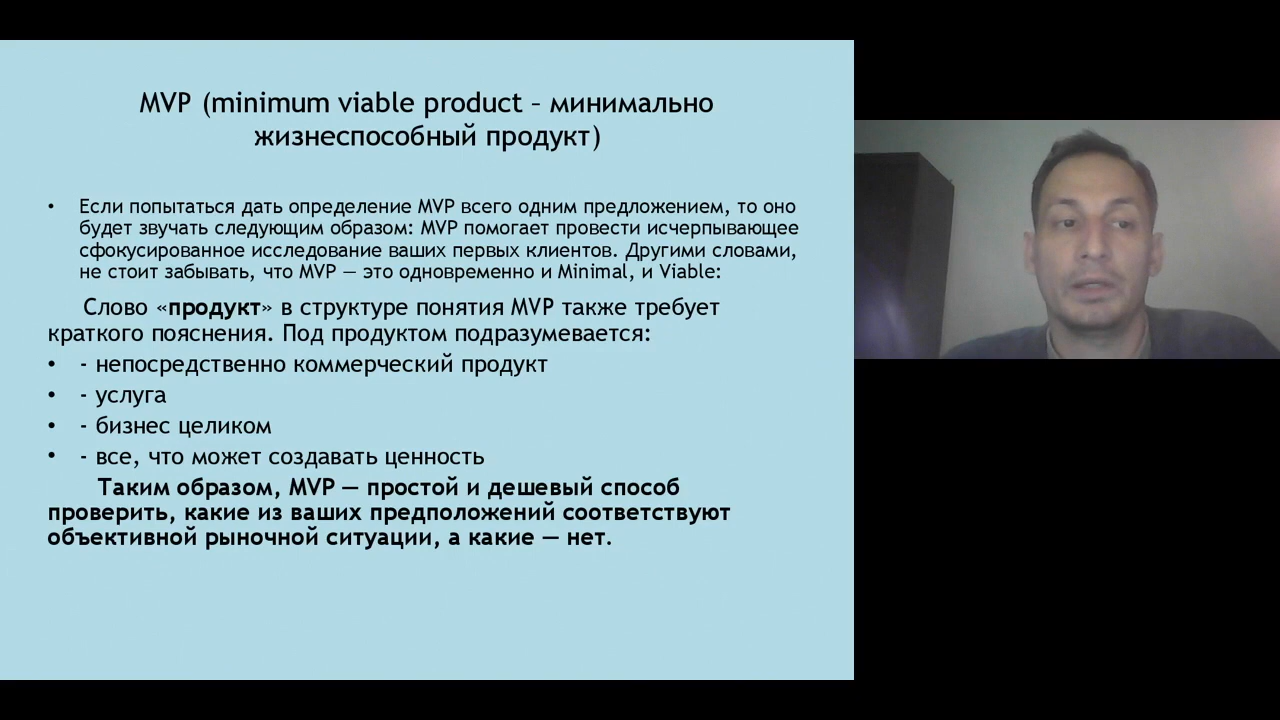 MVP (minimum viable product – минимально
жизнеспособный продукт)
• Если попытаться дать определение MVP всего одним предложением, то оно
будет звучать следующим образом: MVP помогает провести исчерпывающее
сфокусированное исследование ваших первых клиентов. Другими словами,
не стоит забывать, что MVP — это одновременно и Minimal, и Viable:
Слово «продукт» в структуре понятия MVP также требует
краткого пояснения. Под продуктом подразумевается:
• - непосредственно коммерческий продукт
• - услуга
• - бизнес целиком
• - все, что может создавать ценность
Таким образом, MVP — простой и дешевый способ
проверить, какие из ваших предположений соответствуют
объективной рыночной ситуации, а какие — нет.